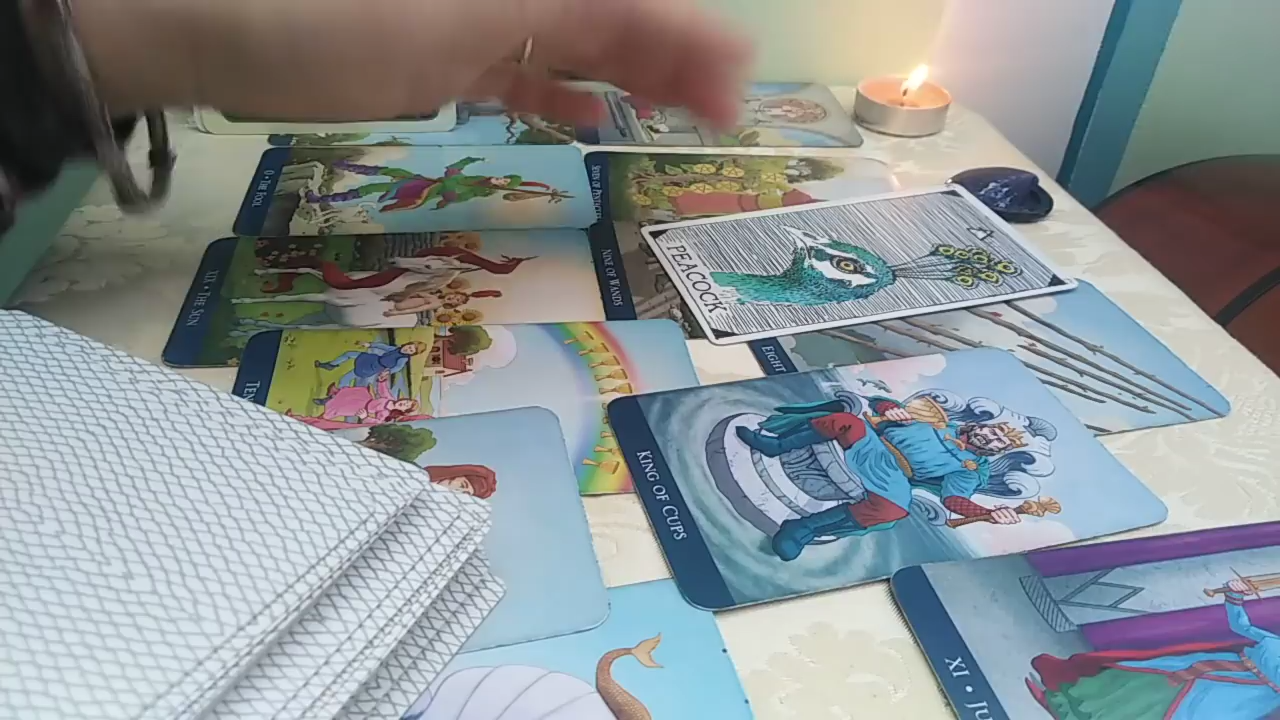 0 • THE FOOL
SEVEN OF PENTACLES
XIX • THE SUN
NINE OF WANDS
PEACOCK
TEN
EIGHT
KING OF CUPS
XI • JU